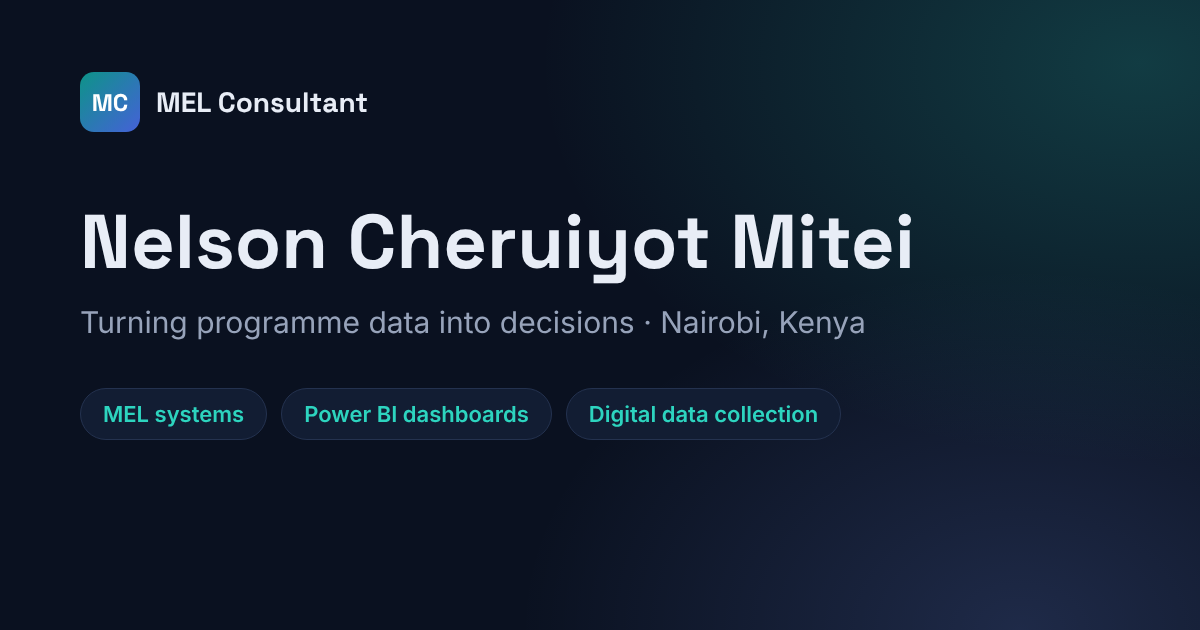 MC MEL Consultant
Nelson Cheruiyot Mitei
Turning programme data into decisions · Nairobi, Kenya
MEL systems Power BI dashboards Digital data collection